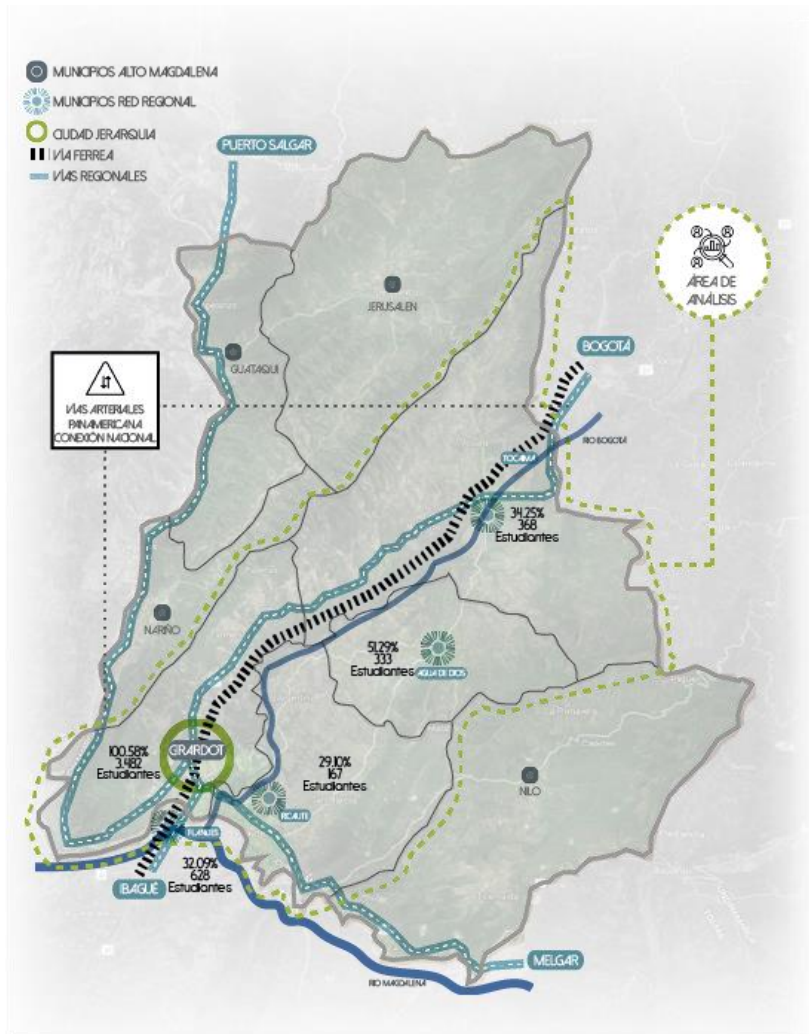 MUNICIPIOS ALTO MAGDALENA
MUNICIPIOS RED REGIONAL
CIUDAD JERARQUIA
VIA FERREA
VÍAS REGIONALES
PUERTO SALGAR
ÁREA DE
ANÁLISIS
JERUSALEN
BOGOTÁ
GUATAQUI
VÍAS ARTERIALES
PANAMERICANA
CONEXIÓN NACIONAL
RIO BOGOTÁ
TOCAIMA
34.25%
368
Estudiantes
NARIÑO
51.29%
333
Estudiantes
AGUA DE DIOS
GIRARDOT
100.58%
3.482
Estudiantes
29.10%
167
Estudiantes
NILO
RICAUTE
FLANDES
32.09%
628
Estudiantes
IBAGUÉ
MELGAR
RIO MAGDALENA